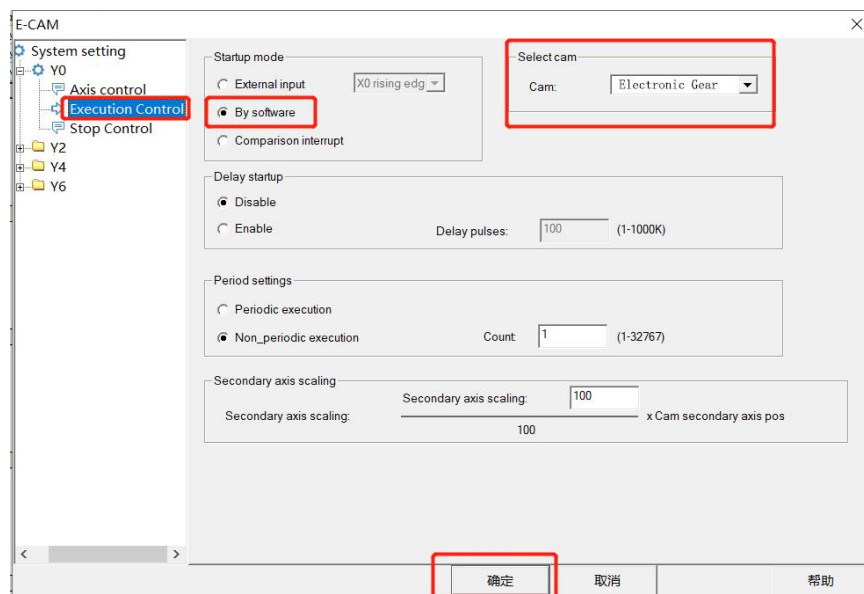 E-CAM
System setting
Y0
Axis control
Execution Control
Stop Control
Y2
Y4
Y6
Startup mode
External input
X0 rising edg
By software
Comparison interrupt
Select cam
Cam:
Electronic Gear
Delay startup
Disable
Enable
Delay pulses:
100
(1-1000K)
Period settings
Periodic execution
Non_periodic execution
Count:
1
(1-32767)
Secondary axis scaling
Secondary axis scaling:
100
Secondary axis scaling:
x Cam secondary axis pos
100
确定
取消
帮助